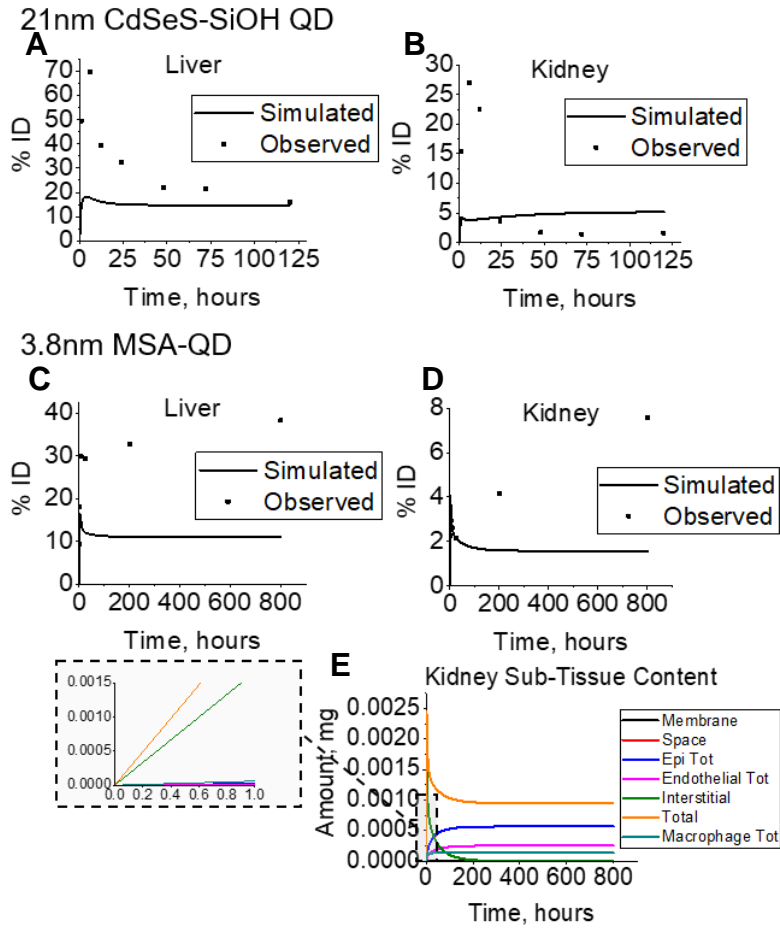 21nm CdSeS-SiOH QD
A
Liver
70
60
50
40
30
20
10
0
% ID
Simulated
Observed
0 25 50 75 100 125
Time, hours
B
Kidney
30
25
20
15
10
5
0
% ID
Simulated
Observed
0 25 50 75 100 125
Time, hours
3.8nm MSA-QD
C
Liver
40
30
20
10
0
% ID
Simulated
Observed
0 200 400 600 800
Time, hours
D
Kidney
8
6
4
2
0
% ID
Simulated
Observed
0 200 400 600 800
Time, hours
0.0015
0.0010
0.0005
0.0000
0.0 0.2 0.4 0.6 0.8 1.0
E
Kidney Sub-Tissue Content
0.0025
0.0020
0.0015
0.0010
0.0005
0.0000
Amount, mg
Membrane
Space
Epi Tot
Endothelial Tot
Interstitial
Total
Macrophage Tot
0 200 400 600 800
Time, hours